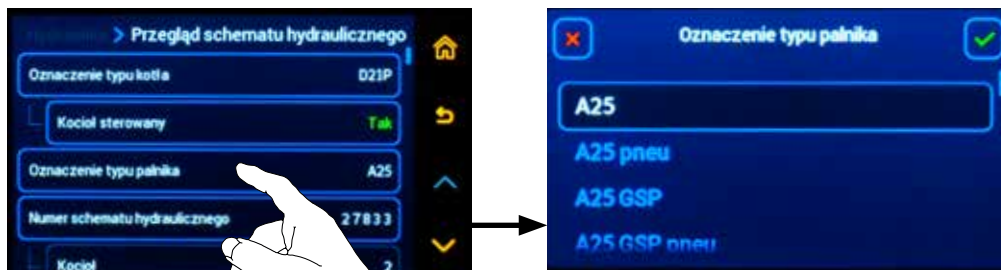 > Przegląd schematu hydraulicznego
Oznaczenie typu kotła D21P
Kocioł sterowany Tak
Oznaczenie typu palnika A25
Numer schematu hydraulicznego 27833
Kocioł 2
Oznaczenie typu palnika
A25
A25 pneu
A25 GSP
A25 GSP pneu